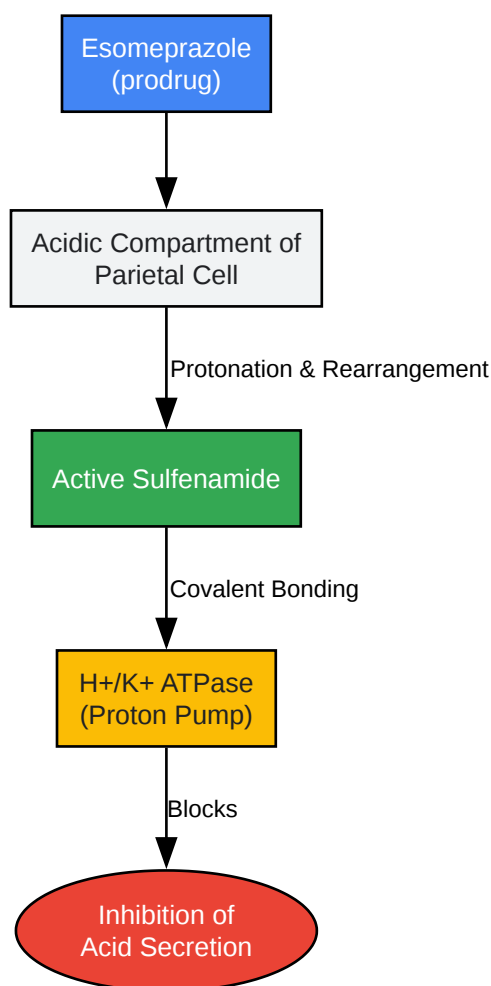 Esomeprazole
(prodrug)
Acidic Compartment of
Parietal Cell
Protonation & Rearrangement
Active Sulfenamide
Covalent Bonding
H+/K+ ATPase
(Proton Pump)
Blocks
Inhibition of
Acid Secretion